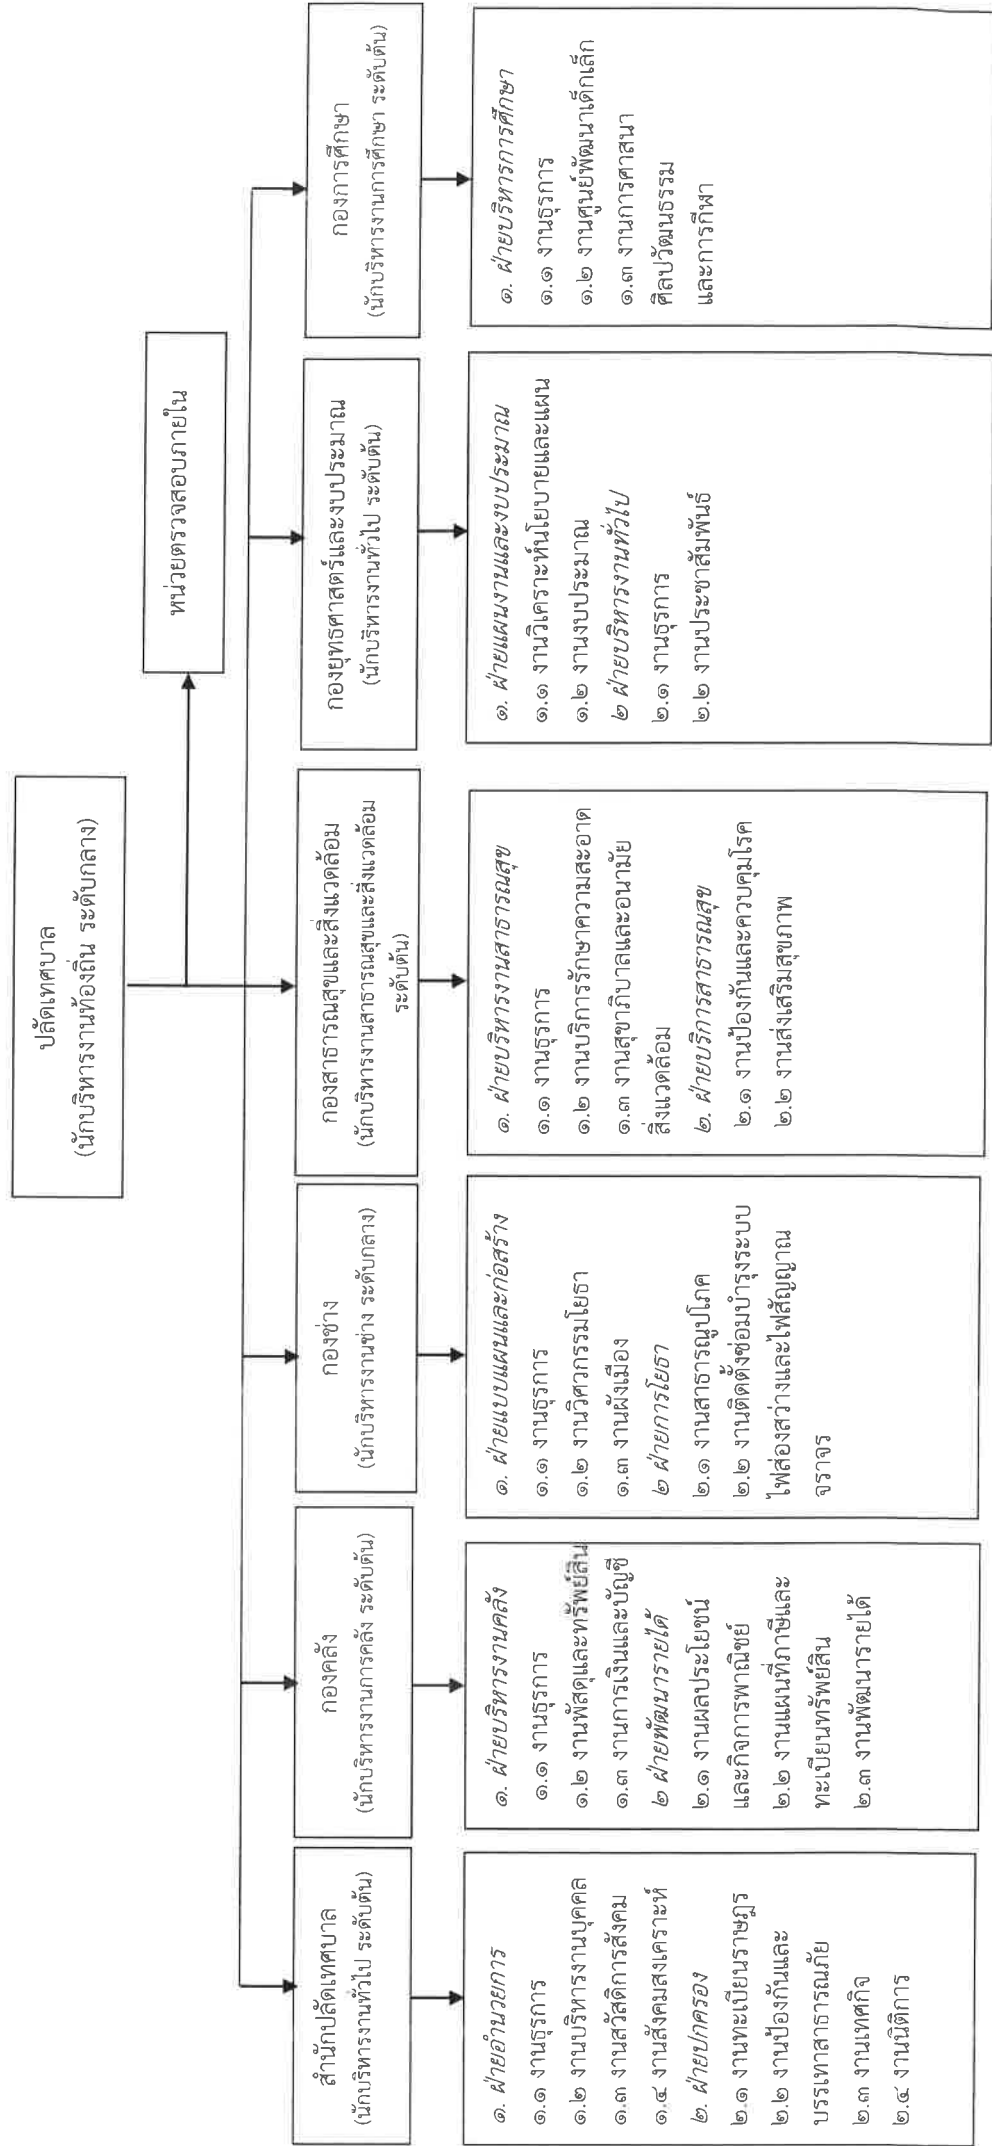 ปลัดเทศบาล
(นักบริหารงานท้องถิ่น ระดับกลาง)
หน่วยตรวจสอบภายใน
สำนักปลัดเทศบาล
(นักบริหารงานทั่วไป ระดับต้น)
๑. ฝ่ายอำนวยการ
๑.๑ งานธุรการ
๑.๒ งานบริหารงานบุคคล
๑.๓ งานสวัสดิการสังคม
๑.๔ งานสังคมสงเคราะห์
๒. ฝ่ายปกครอง
๒.๑ งานทะเบียนราษฎร
๒.๒ งานป้องกันและ
บรรเทาสาธารณภัย
๒.๓ งานเทศกิจ
๒.๔ งานนิติการ
กองคลัง
(นักบริหารงานการคลัง ระดับต้น)
๑. ฝ่ายบริหารงานคลัง
๑.๑ งานธุรการ
๑.๒ งานพัสดุและทรัพย์สิน
๑.๓ งานการเงินและบัญชี
๒ ฝ่ายพัฒนารายได้
๒.๑ งานผลประโยชน์
และกิจการพาณิชย์
๒.๒ งานแผนที่ภาษีและ
ทะเบียนทรัพย์สิน
๒.๓ งานพัฒนารายได้
กองช่าง
(นักบริหารงานช่าง ระดับกลาง)
๑. ฝ่ายแบบแผนและก่อสร้าง
๑.๑ งานธุรการ
๑.๒ งานวิศวกรรมโยธา
๑.๓ งานผังเมือง
๒ ฝ่ายการโยธา
๒.๑ งานสาธารณูปโภค
๒.๒ งานติดตั้งซ่อมบำรุงระบบ
ไฟส่องสว่างและไฟสัญญาณ
จราจร
กองสาธารณสุขและสิ่งแวดล้อม
(นักบริหารงานสาธารณสุขและสิ่งแวดล้อม
ระดับต้น)
๑. ฝ่ายบริหารงานสาธารณสุข
๑.๑ งานธุรการ
๑.๒ งานบริการรักษาความสะอาด
๑.๓ งานสุขาภิบาลและอนามัย
สิ่งแวดล้อม
๒. ฝ่ายบริการสาธารณสุข
๒.๑ งานป้องกันและควบคุมโรค
๒.๒ งานส่งเสริมสุขภาพ
กองยุทธศาสตร์และงบประมาณ
(นักบริหารงานทั่วไป ระดับต้น)
๑. ฝ่ายแผนงานและงบประมาณ
๑.๑ งานวิเคราะห์นโยบายและแผน
๑.๒ งานงบประมาณ
๒ ฝ่ายบริหารงานทั่วไป
๒.๑ งานธุรการ
๒.๒ งานประชาสัมพันธ์
กองการศึกษา
(นักบริหารงานการศึกษา ระดับต้น)
๑. ฝ่ายบริหารการศึกษา
๑.๑ งานธุรการ
๑.๒ งานศูนย์พัฒนาเด็กเล็ก
๑.๓ งานการศาสนา
ศิลปวัฒนธรรม
และการกีฬา